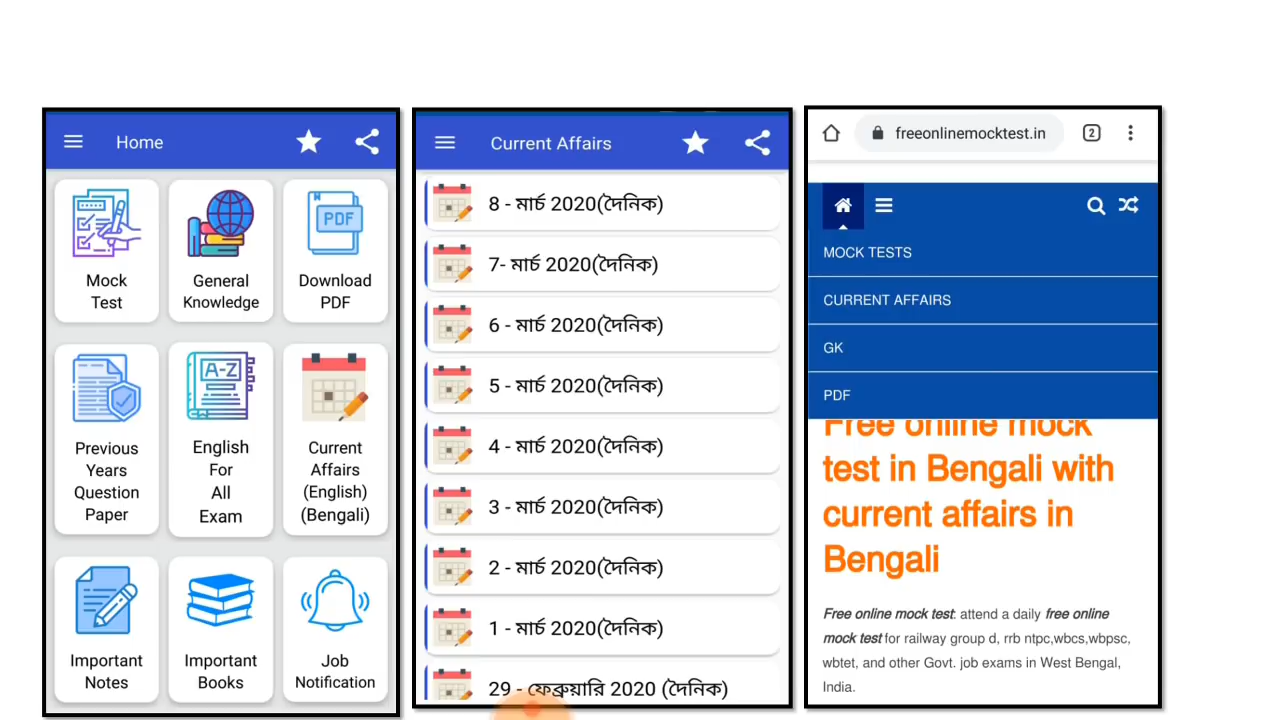 Home
Mock
Test
General
Knowledge
PDF
Download
PDF
Previous
Years
Question
Paper
A-Z
English
For
All
Exam
Current
Affairs
(English)
(Bengali)
Important
Notes
Important
Books
Job
Notification
Current Affairs
8 - মার্চ 2020(দৈনিক)
7- মার্চ 2020(দৈনিক)
6 - মার্চ 2020(দৈনিক)
5 - মার্চ 2020(দৈনিক)
4 - মার্চ 2020(দৈনিক)
3 - মার্চ 2020(দৈনিক)
2 - মার্চ 2020(দৈনিক)
1 - মার্চ 2020(দৈনিক)
29 - ফেব্রুয়ারি 2020 (দৈনিক)
freeonlinemocktest.in 2
MOCK TESTS
CURRENT AFFAIRS
GK
PDF
Free online mock
test in Bengali with
current affairs in
Bengali
Free online mock test: attend a daily free online
mock test for railway group d, rrb ntpc,wbcs,wbpsc,
wbtet, and other Govt. job exams in West Bengal,
India.